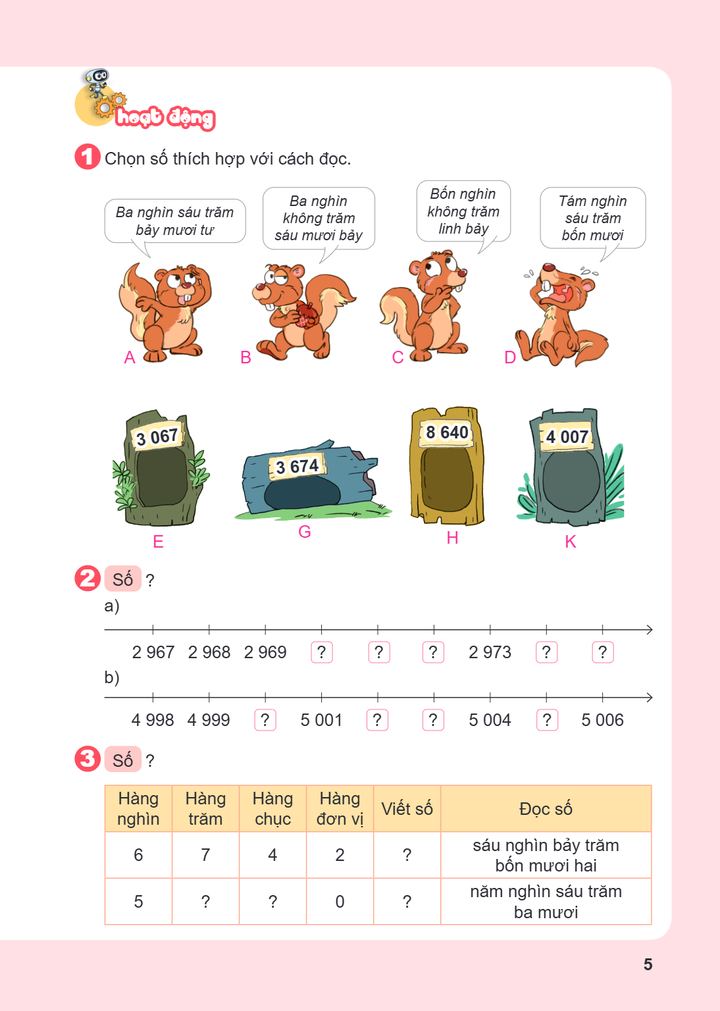 hoạt động
1 Chọn số thích hợp với cách đọc.
Ba nghìn sáu trăm
bảy mươi tư
Ba nghìn
không trăm
sáu mươi bảy
Bốn nghìn
không trăm
linh bảy
Tám nghìn
sáu trăm
bốn mươi
A
B
C
D
3 067
3 674
8 640
4 007
E
G
H
K
2 Số ?
a)
2 967 2 968 2 969 ? ? ? 2 973 ? ?
b)
4 998 4 999 ? 5 001 ? ? 5 004 ? 5 006
3 Số ?
Hàng nghìn Hàng trăm Hàng chục Hàng đơn vị Viết số Đọc số
6 7 4 2 ? sáu nghìn bảy trăm
bốn mươi hai
5 ? ? 0 ? năm nghìn sáu trăm
ba mươi
5